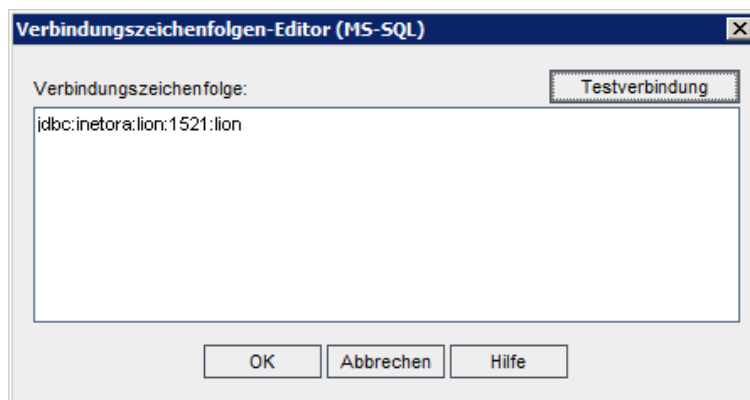 Verbindungszeichenfolgen-Editor (MS-SQL)
Verbindungszeichenfolge:
Testverbindung
jdbc:inetora:lion:1521:lion
OK
Abbrechen
Hilfe